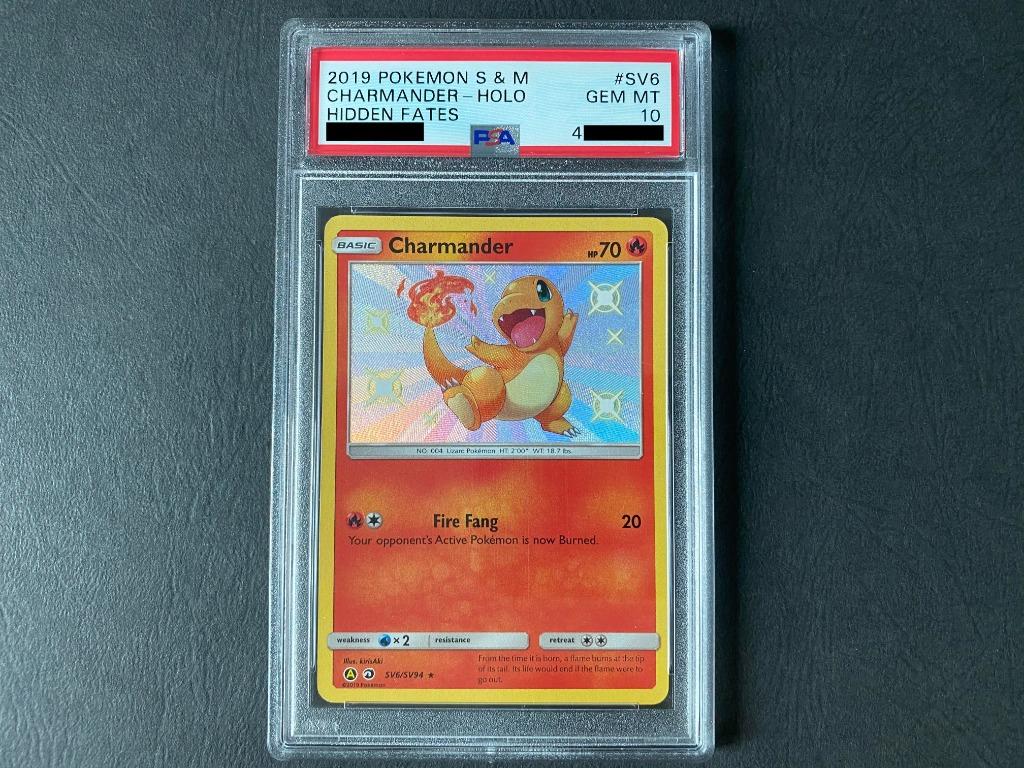 2019 POKEMON S & M #SV6
CHARMANDER - HOLO GEM MT
HIDDEN FATES 10
4
PSA
BASIC Charmander HP 70
NO. 004 Lizard Pokémon HT: 2'00" WT: 18.7 lbs.
Fire Fang 20
Your opponent's Active Pokémon is now Burned.
weakness ×2 resistance retreat
Illus. kirisAki
From the time it is born, a flame burns at the tip
of its tail. Its life would end if the flame were to
go out.
A
SV6/SV94 ★
©2019 Pokémon